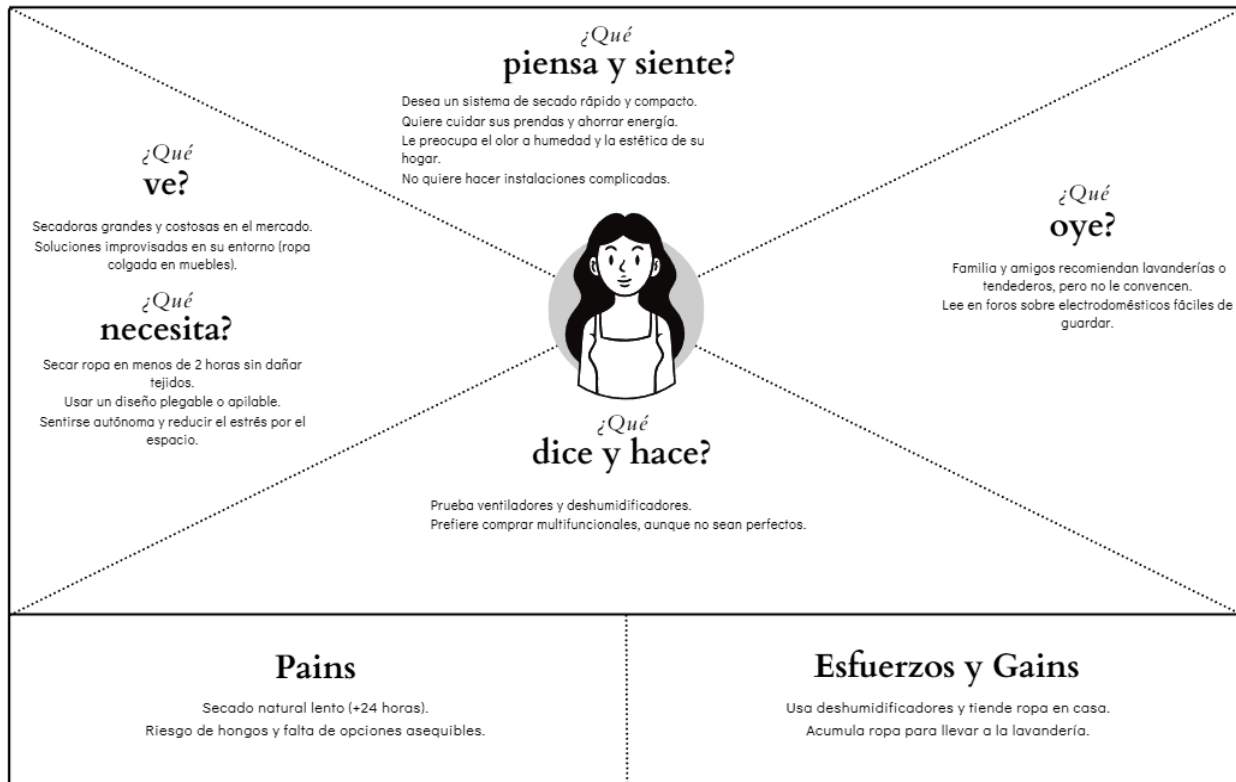 ¿Qué
piensa y siente?
Desea un sistema de secado rápido y compacto.
Quiere cuidar sus prendas y ahorrar energía.
Le preocupa el olor a humedad y la estética de su
hogar.
No quiere hacer instalaciones complicadas.
¿Qué
ve?
Secadoras grandes y costosas en el mercado.
Soluciones improvisadas en su entorno (ropa
colgada en muebles).
¿Qué
necesita?
Secar ropa en menos de 2 horas sin dañar
tejidos.
Usar un diseño plegable o apilable.
Sentirse autónoma y reducir el estrés por el
espacio.
¿Qué
oye?
Familia y amigos recomiendan lavanderías o
tendederos, pero no le convencen.
Lee en foros sobre electrodomésticos fáciles de
guardar.
¿Qué
dice y hace?
Prueba ventiladores y deshumidificadores.
Prefiere comprar multifuncionales, aunque no sean perfectos.
Pains
Secado natural lento (+24 horas).
Riesgo de hongos y falta de opciones asequibles.
Esfuerzos y Gains
Usa deshumidificadores y tiende ropa en casa.
Acumula ropa para llevar a la lavandería.